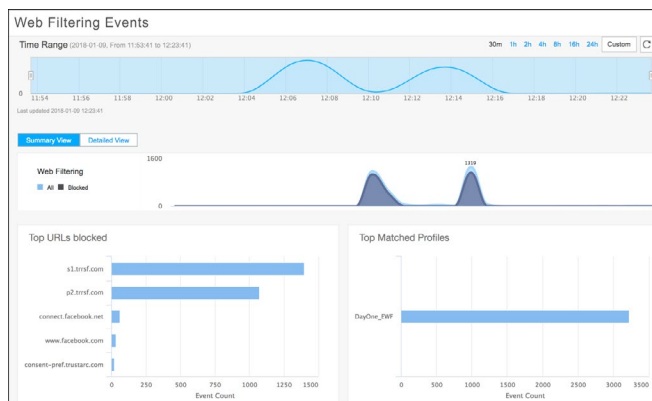 Web Filtering Events
Time Range (2018-01-09, From 11:53:41 to 12:23:41)
30m 1h 2h 4h 8h 16h 24h Custom
0
11:54 11:56 11:58 12:00 12:02 12:04 12:06 12:08 12:10 12:12 12:14 12:16 12:18 12:20 12:22
Last updated 2018-01-09 12:23:41
Summary View Detailed View
Web Filtering
All Blocked
1600
0
1319
Top URLs blocked
s1.trrsf.com
p2.trrsf.com
connect.facebook.net
www.facebook.com
consent-pref.trustarc.com
0 250 500 750 1000 1250 1500
Event Count
Top Matched Profiles
DayOne_EWF
0 500 1000 1500 2000 2500 3000 3500
Event Count